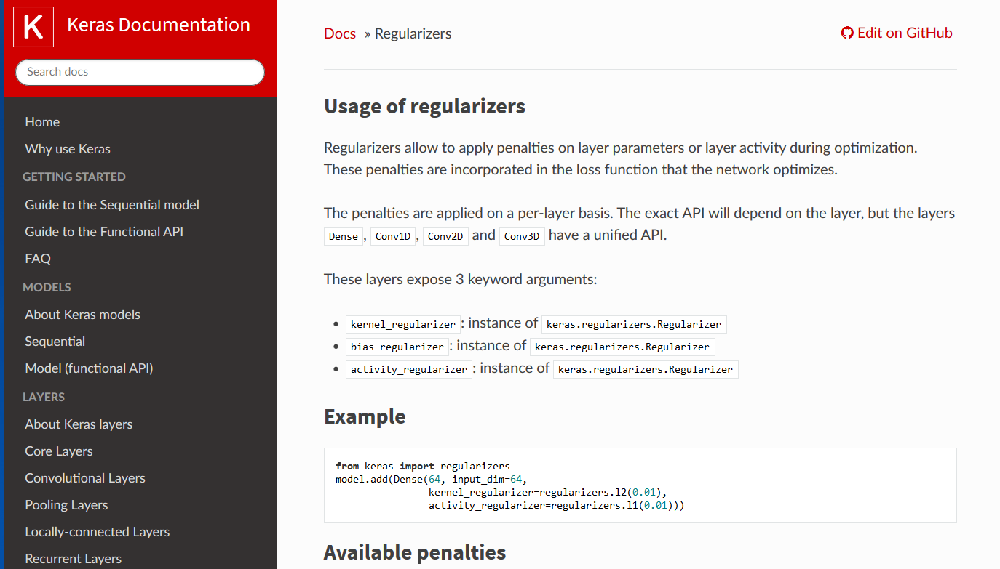 K Keras Documentation
Search docs
Home
Why use Keras
GETTING STARTED
Guide to the Sequential model
Guide to the Functional API
FAQ
MODELS
About Keras models
Sequential
Model (functional API)
LAYERS
About Keras layers
Core Layers
Convolutional Layers
Pooling Layers
Locally-connected Layers
Recurrent Layers
Docs » Regularizers
Edit on GitHub
Usage of regularizers
Regularizers allow to apply penalties on layer parameters or layer activity during optimization.
These penalties are incorporated in the loss function that the network optimizes.
The penalties are applied on a per-layer basis. The exact API will depend on the layer, but the layers
Dense , Conv1D , Conv2D and Conv3D have a unified API.
These layers expose 3 keyword arguments:
• kernel_regularizer : instance of keras.regularizers.Regularizer
• bias_regularizer : instance of keras.regularizers.Regularizer
• activity_regularizer : instance of keras.regularizers.Regularizer
Example
from keras import regularizers
model.add(Dense(64, input_dim=64,
                kernel_regularizer=regularizers.l2(0.01),
                activity_regularizer=regularizers.l1(0.01)))
Available penalties